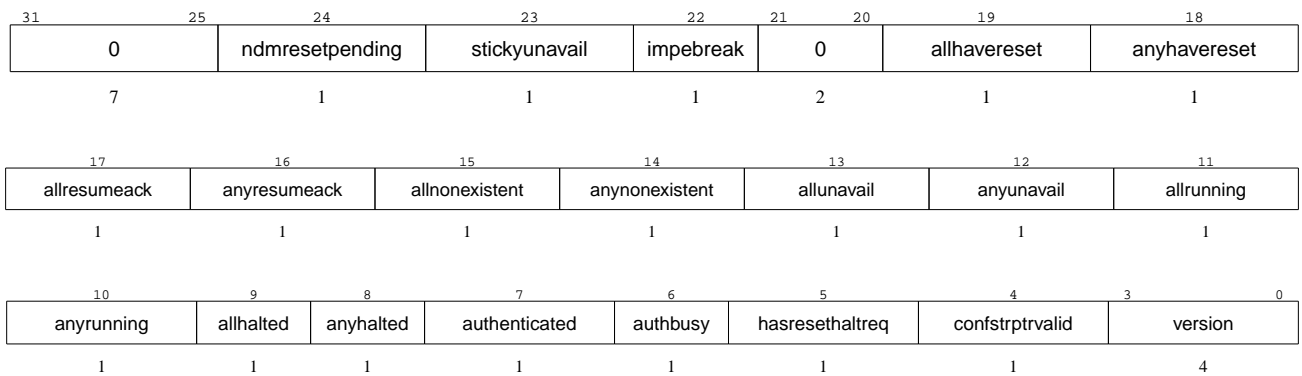 31 25 24 23 22 21 20 19 18
0 ndmresetpending stickyunavail impebreak 0 allhavereset anyhavereset
7 1 1 1 2 1 1
17 16 15 14 13 12 11
allresumeack anyresumeack allnonexistent anynonexistent allunavail anyunavail allrunning
1 1 1 1 1 1 1
10 9 8 7 6 5 4 3 0
anyrunning allhalted anyhalted authenticated authbusy hasresethaltreq confstrptrvalid version
1 1 1 1 1 1 1 4